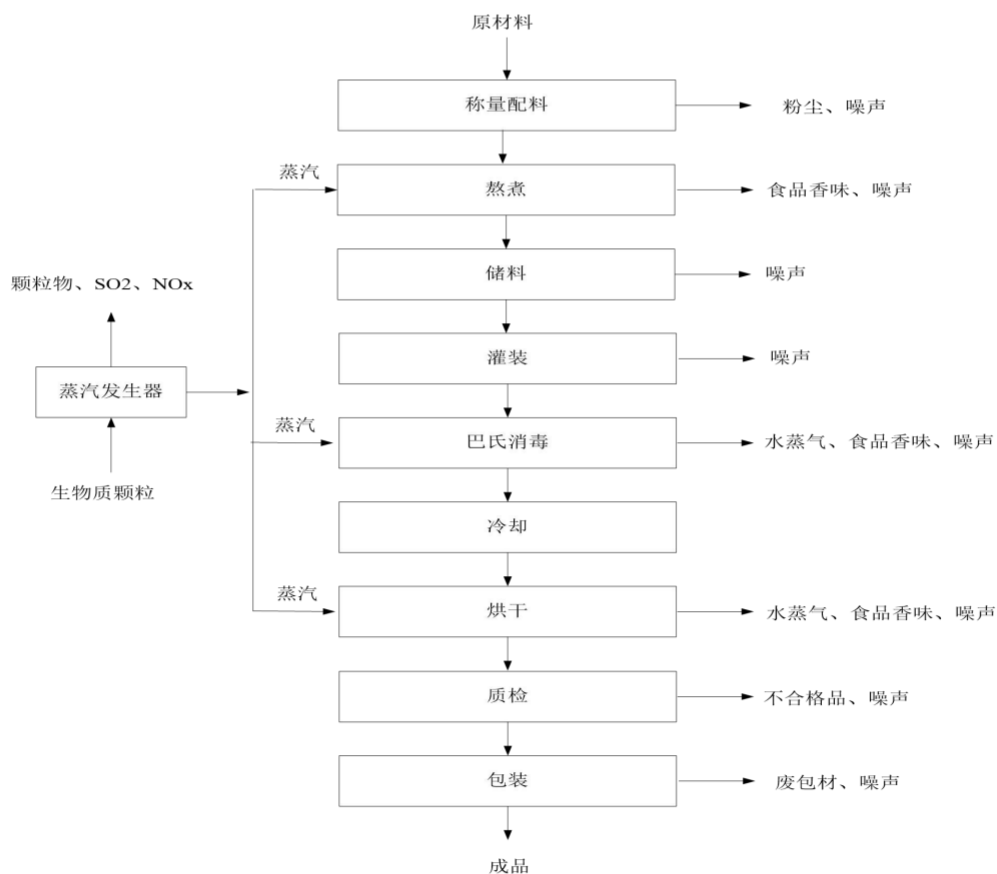 原材料
称量配料
粉尘、噪声
蒸汽
熬煮
食品香味、噪声
储料
噪声
颗粒物、SO2、NOx
灌装
噪声
蒸汽发生器
蒸汽
巴氏消毒
水蒸气、食品香味、噪声
生物质颗粒
冷却
蒸汽
烘干
水蒸气、食品香味、噪声
质检
不合格品、噪声
包装
废包材、噪声
成品